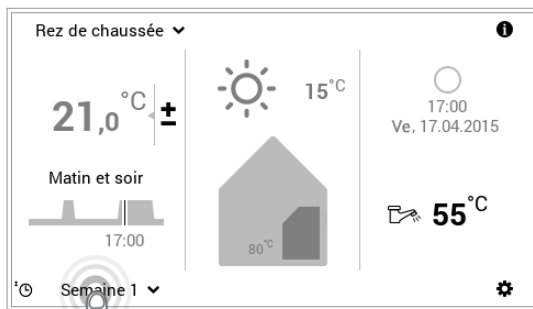 Rez de chaussée
21,0 °C ±
Matin et soir
17:00
Semaine 1
15 °C
80 °C
17:00
Ve, 17.04.2015
55 °C